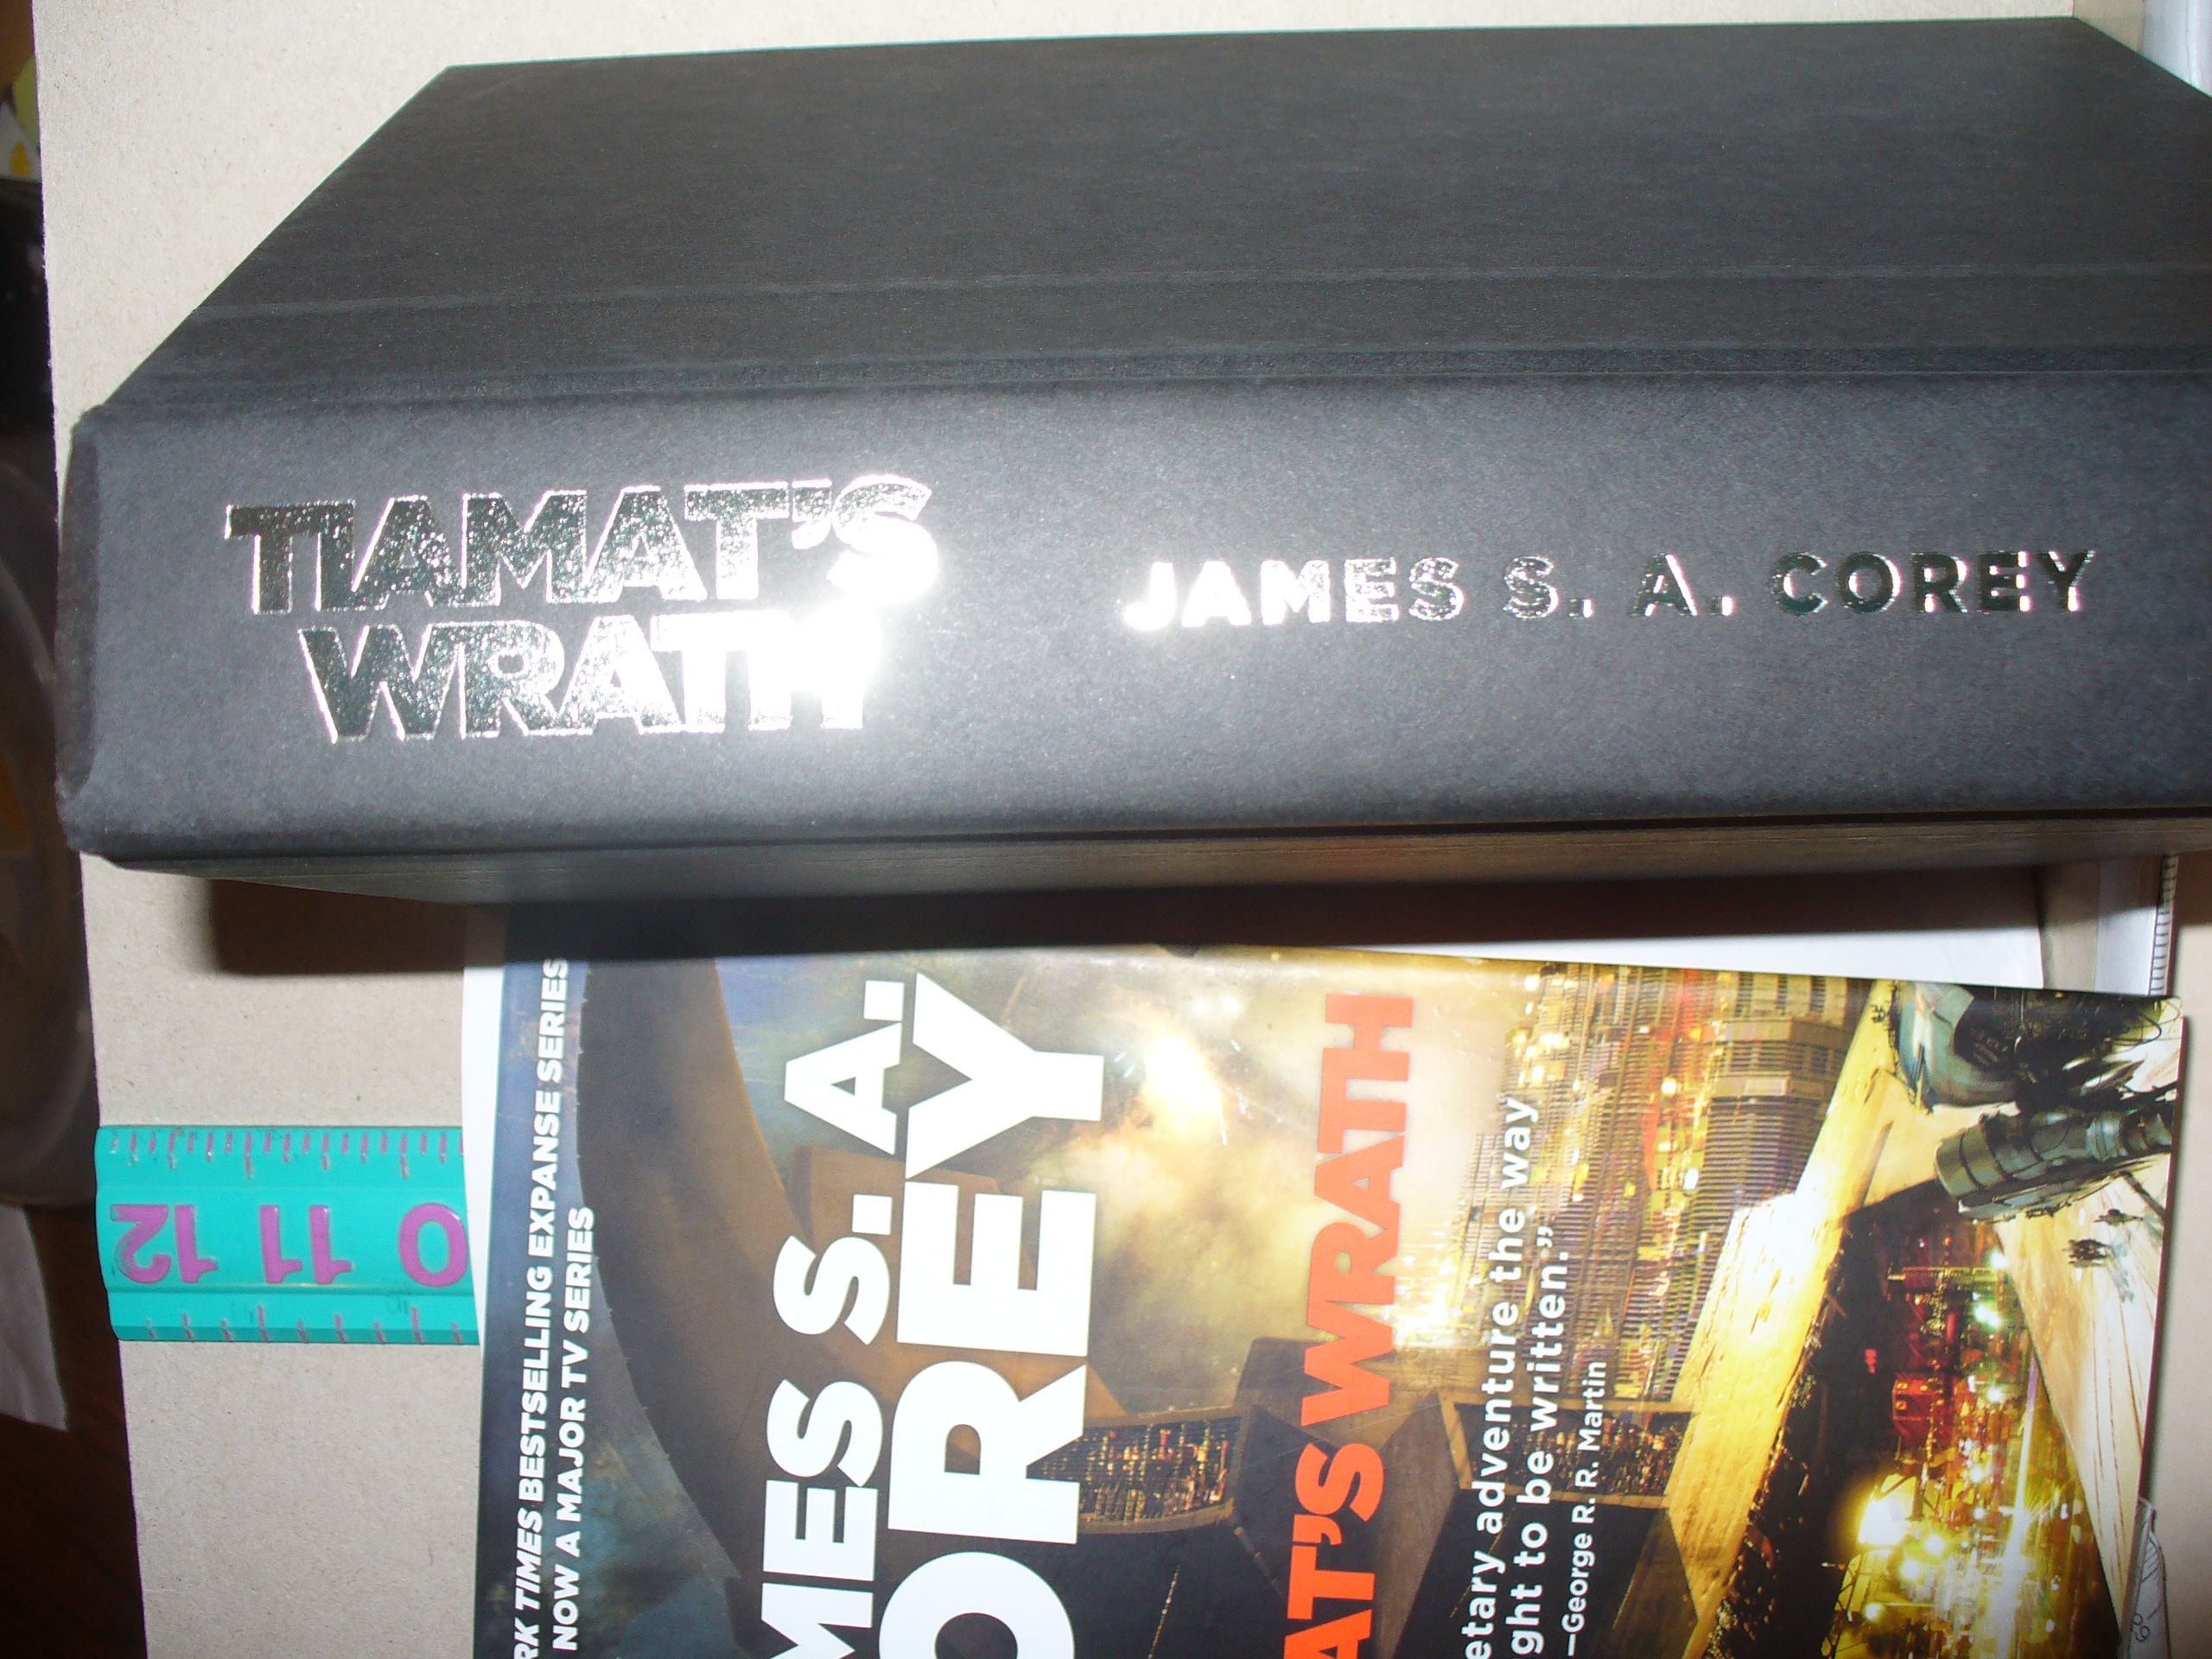 TIAMAT'S
WRATH
JAMES S. A. COREY
RK TIMES BESTSELLING EXPANSE SERIES
NOW A MAJOR TV SERIES
MES S. A.
OREY
AT'S WRATH
etary adventure the way
ght to be written.”
—George R. R. Martin
12 11 0